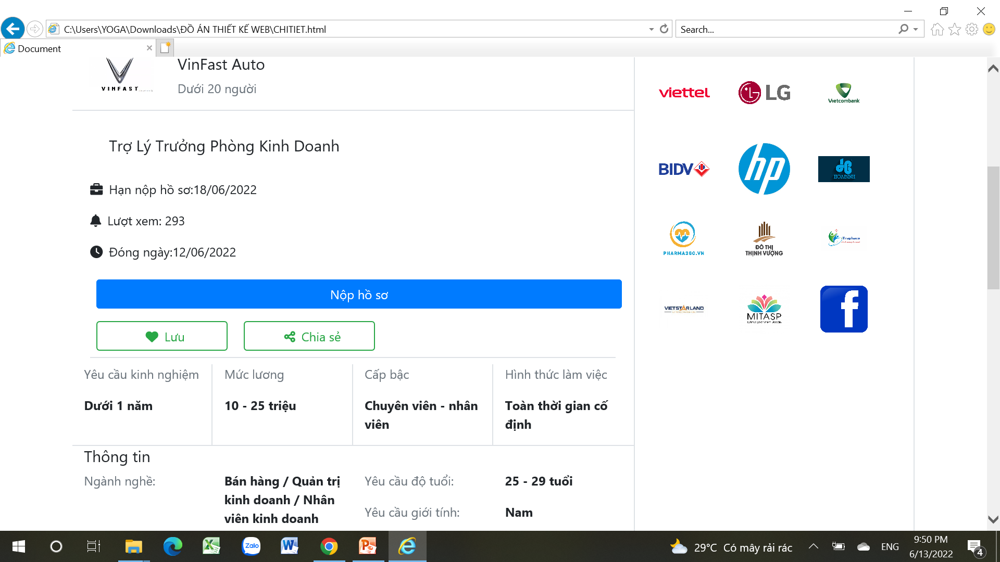 C:\Users\YOGA\Downloads\ĐỒ ÁN THIẾT KẾ WEB\CHITIET.html
Search...
Document
VINFAST
VinFast Auto
Dưới 20 người
Trợ Lý Trưởng Phòng Kinh Doanh
Hạn nộp hồ sơ:18/06/2022
Lượt xem: 293
Đóng ngày:12/06/2022
Nộp hồ sơ
Lưu
Chia sẻ
Yêu cầu kinh nghiệm
Dưới 1 năm
Mức lương
10 - 25 triệu
Cấp bậc
Chuyên viên - nhân
viên
Hình thức làm việc
Toàn thời gian cố
định
Thông tin
Ngành nghề:
Bán hàng / Quản trị
kinh doanh / Nhân
viên kinh doanh
Yêu cầu độ tuổi:
25 - 29 tuổi
Yêu cầu giới tính:
Nam
viettel
LG
Vietcombank
BIDV
hp
HOABINH
PHARMA360.VN
ĐÔ THỊ
THỊNH VƯỢNG
Traphaco
VIETSTARLAND
MITASP
f
Zalo
29°C Có mây rải rác
ENG
9:50 PM
6/13/2022
4